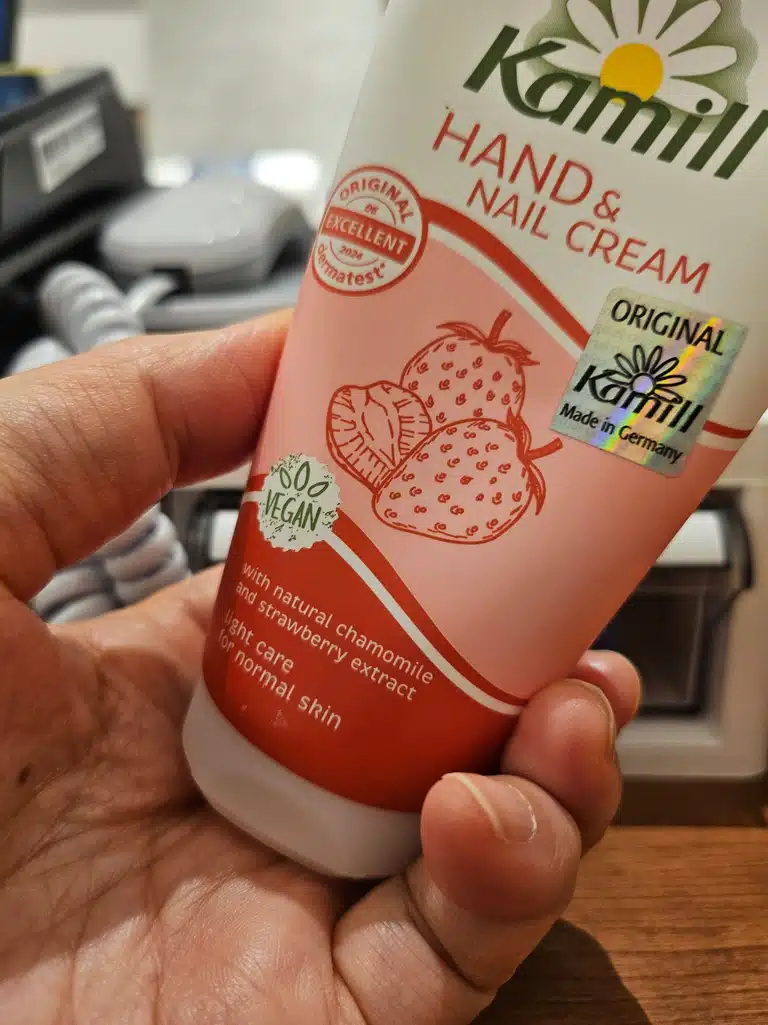 Kamill
HAND &
NAIL CREAM
ORIGINAL
EXCELLENT
dermatest®
ORIGINAL
Kamill
Made in Germany
VEGAN
with natural chamomile
and strawberry extract
light care
for normal skin